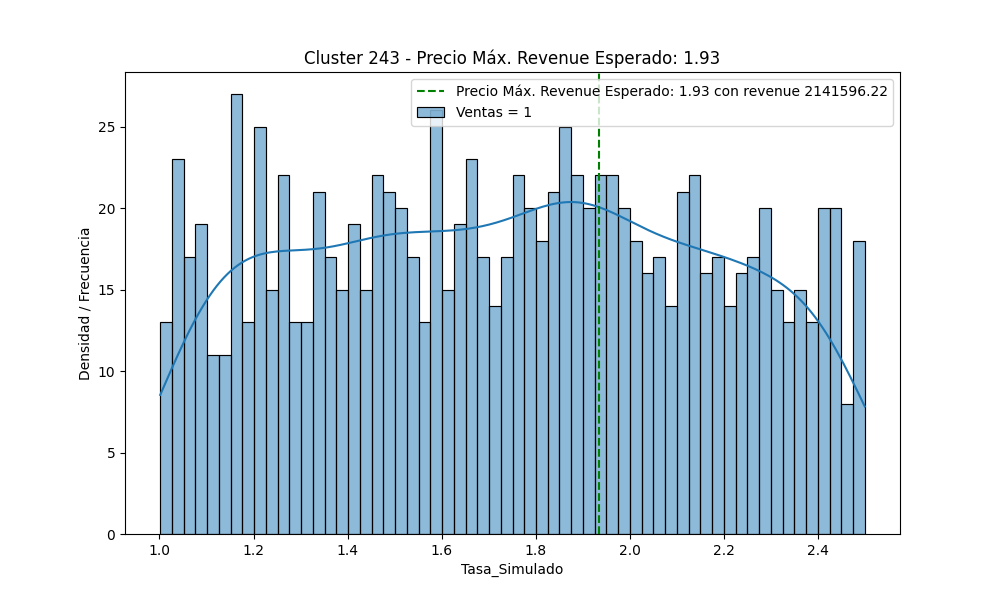 Cluster 243 - Precio Máx. Revenue Esperado: 1.93
Precio Máx. Revenue Esperado: 1.93 con revenue 2141596.22
Ventas = 1
Densidad / Frecuencia
25
20
15
10
5
0
1.0 1.2 1.4 1.6 1.8 2.0 2.2 2.4
Tasa_Simulado